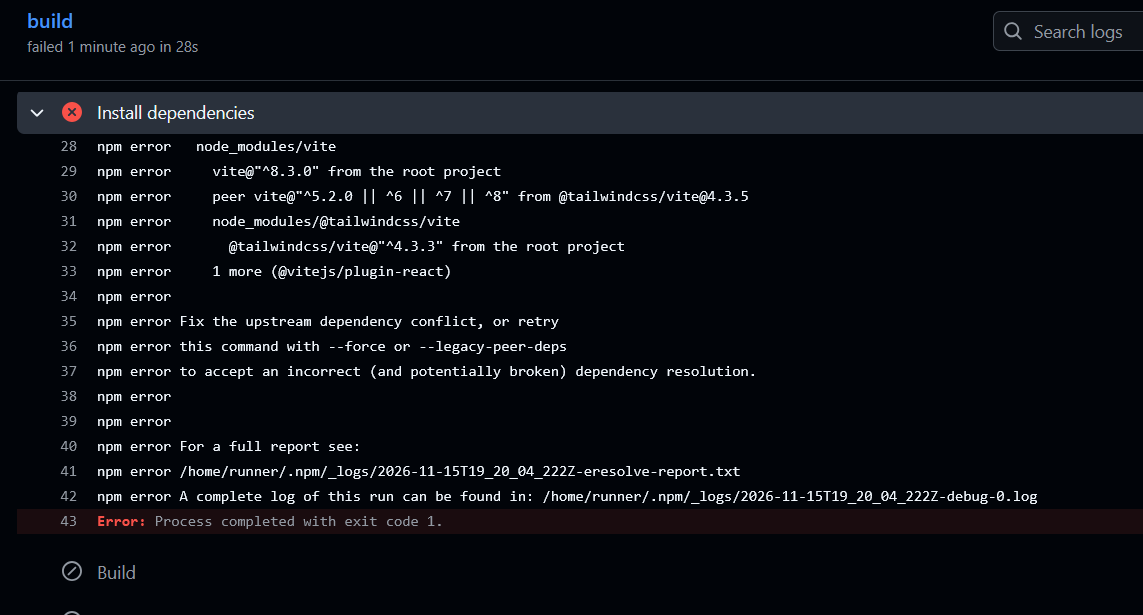 build
failed 1 minute ago in 28s
Search logs
Install dependencies
28 npm error   node_modules/vite
29 npm error     vite@"^8.3.0" from the root project
30 npm error     peer vite@"^5.2.0 || ^6 || ^7 || ^8" from @tailwindcss/vite@4.3.5
31 npm error     node_modules/@tailwindcss/vite
32 npm error       @tailwindcss/vite@"^4.3.3" from the root project
33 npm error     1 more (@vitejs/plugin-react)
34 npm error
35 npm error Fix the upstream dependency conflict, or retry
36 npm error this command with --force or --legacy-peer-deps
37 npm error to accept an incorrect (and potentially broken) dependency resolution.
38 npm error
39 npm error
40 npm error For a full report see:
41 npm error /home/runner/.npm/_logs/2026-11-15T19_20_04_222Z-eresolve-report.txt
42 npm error A complete log of this run can be found in: /home/runner/.npm/_logs/2026-11-15T19_20_04_222Z-debug-0.log
43 Error: Process completed with exit code 1.
Build